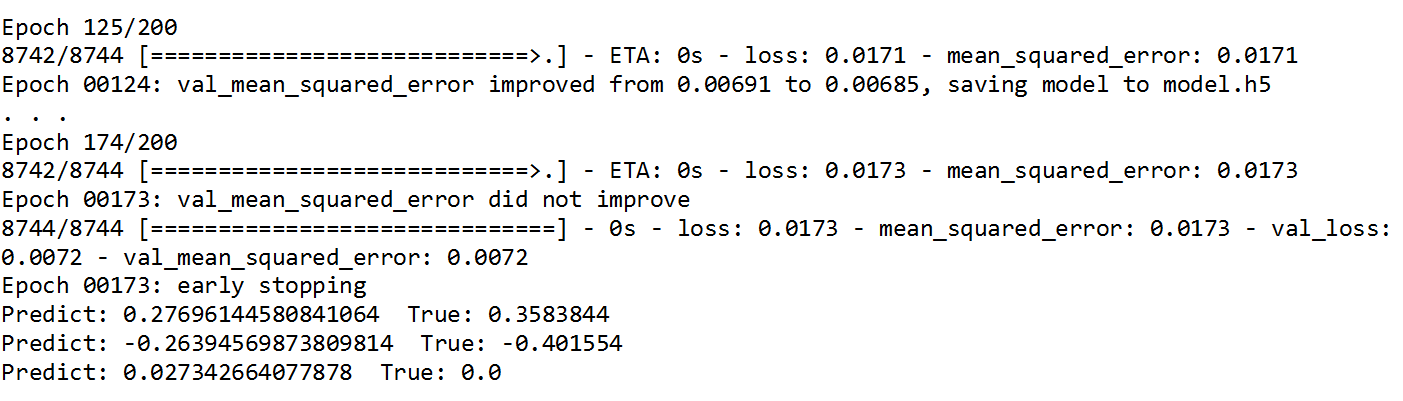 Epoch 125/200
8742/8744 [============================>.] - ETA: 0s - loss: 0.0171 - mean_squared_error: 0.0171
Epoch 00124: val_mean_squared_error improved from 0.00691 to 0.00685, saving model to model.h5
. . .
Epoch 174/200
8742/8744 [============================>.] - ETA: 0s - loss: 0.0173 - mean_squared_error: 0.0173
Epoch 00173: val_mean_squared_error did not improve
8744/8744 [==============================] - 0s - loss: 0.0173 - mean_squared_error: 0.0173 - val_loss:
0.0072 - val_mean_squared_error: 0.0072
Epoch 00173: early stopping
Predict: 0.27696144580841064  True: 0.3583844
Predict: -0.26394569873809814  True: -0.401554
Predict: 0.027342664077878  True: 0.0